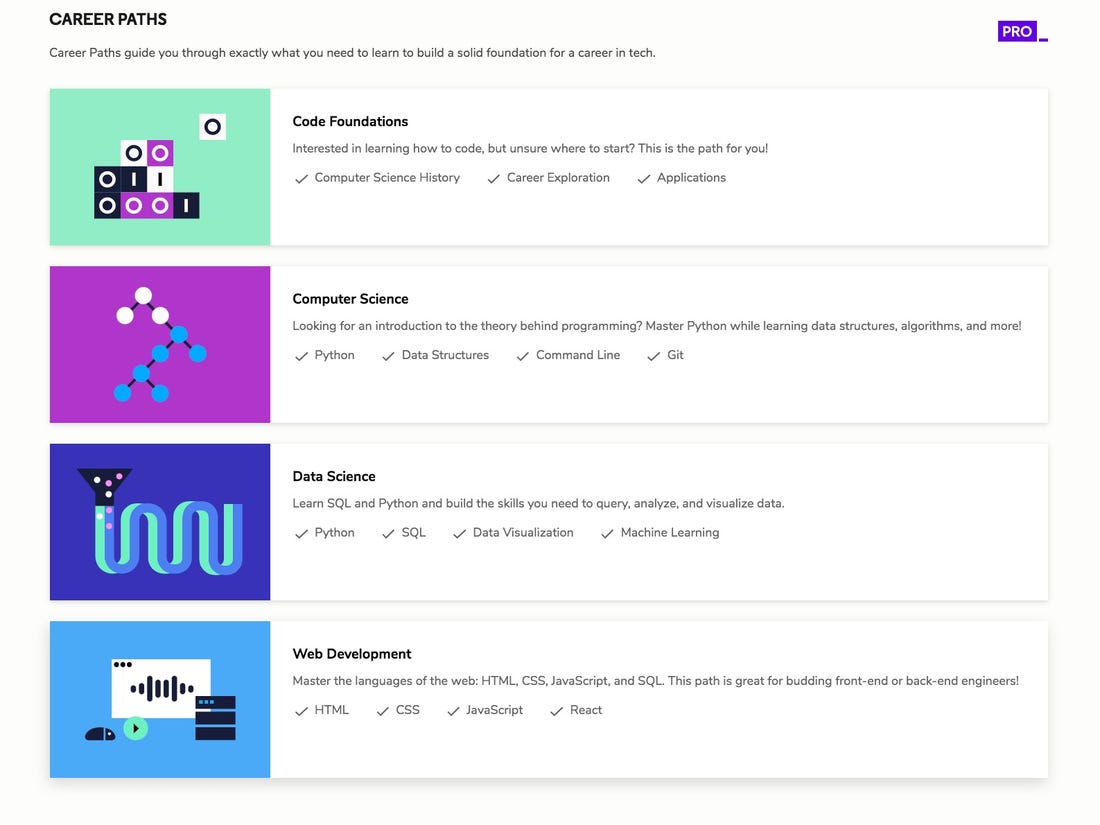 CAREER PATHS
PRO
Career Paths guide you through exactly what you need to learn to build a solid foundation for a career in tech.
O
O O
O I I
O O O I
Code Foundations
Interested in learning how to code, but unsure where to start? This is the path for you!
Computer Science History Career Exploration Applications
Computer Science
Looking for an introduction to the theory behind programming? Master Python while learning data structures, algorithms, and more!
Python Data Structures Command Line Git
Data Science
Learn SQL and Python and build the skills you need to query, analyze, and visualize data.
Python SQL Data Visualization Machine Learning
Web Development
Master the languages of the web: HTML, CSS, JavaScript, and SQL. This path is great for budding front-end or back-end engineers!
HTML CSS JavaScript React